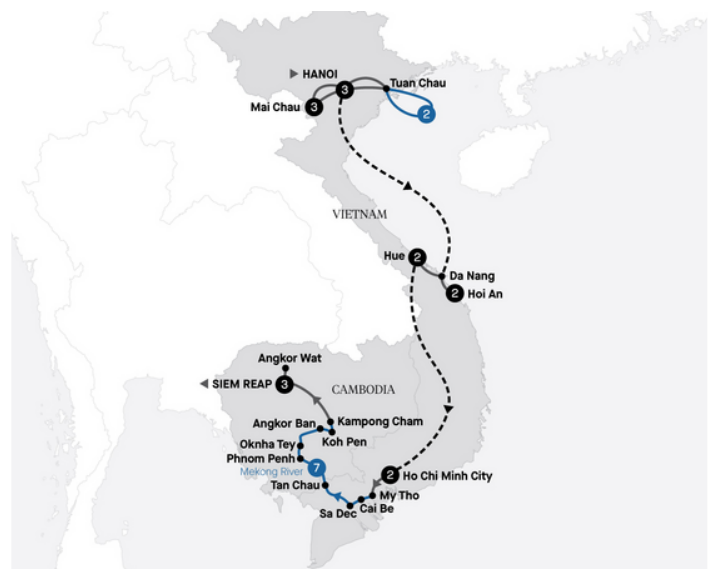 HANOI
Tuan Chau
3
Mai Chau
3
2
VIETNAM
Hue
2
Da Nang
2
Hoi An
Angkor Wat
SIEM REAP
3
CAMBODIA
Angkor Ban
Kampong Cham
Koh Pen
Oknha Tey
Phnom Penh
Mekong River
7
2
Ho Chi Minh City
Tan Chau
My Tho
Cai Be
Sa Dec